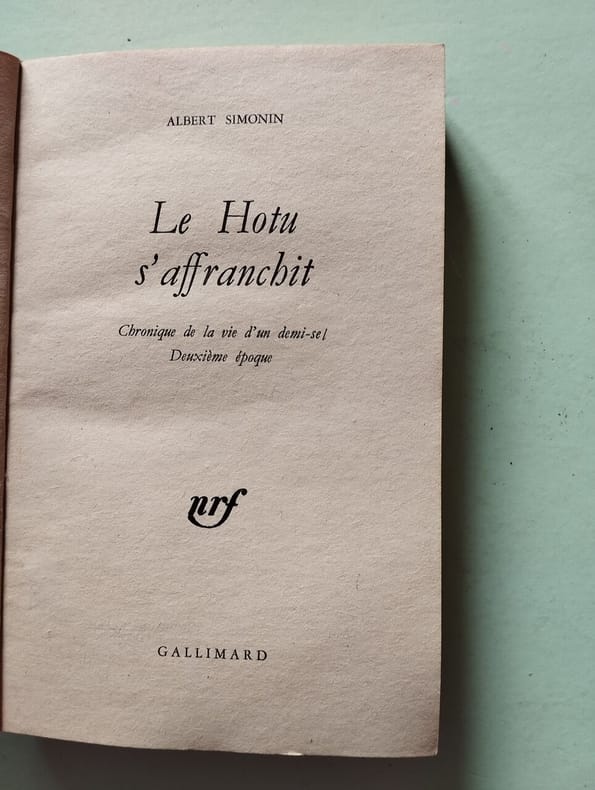 ALBERT SIMONIN
Le Hotu
s'affranchit
Chronique de la vie d'un demi-sel
Deuxième époque
nrf
GALLIMARD